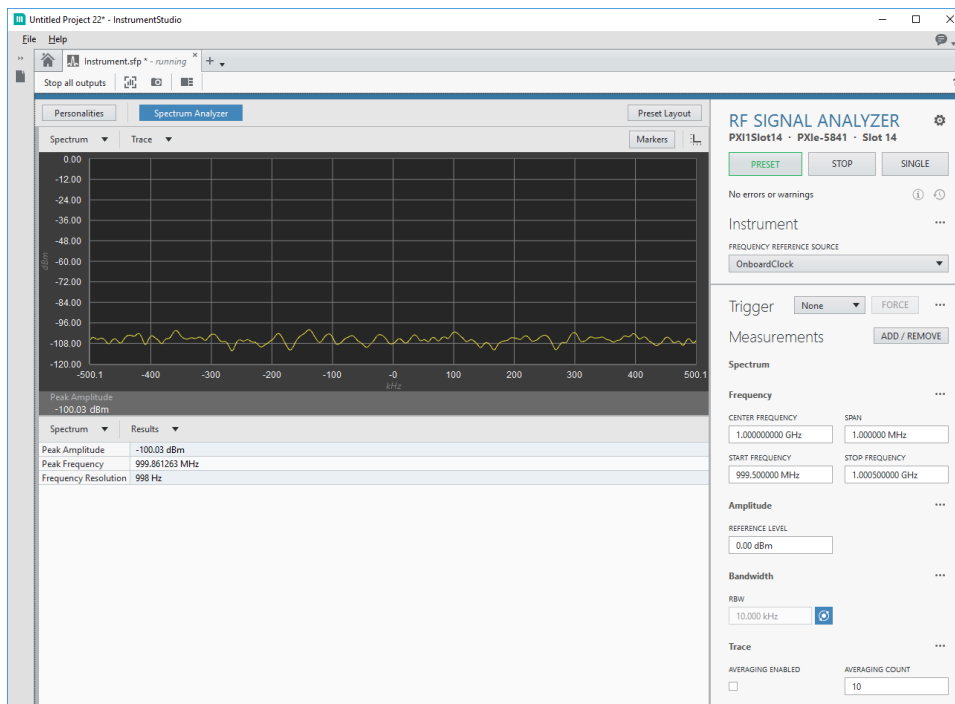 Untitled Project 22* - InstrumentStudio
File Help
Instrument.sfp * - running
Stop all outputs
Personalities Spectrum Analyzer Preset Layout
Spectrum Trace Markers
0.00
-12.00
-24.00
-36.00
-48.00
-60.00
-72.00
-84.00
-96.00
-108.00
-120.00
dBm
-500.1 -400 -300 -200 -100 -0 100 200 300 400 500.1
kHz
Peak Amplitude
-100.03 dBm
Spectrum Results
Peak Amplitude -100.03 dBm
Peak Frequency 999.861263 MHz
Frequency Resolution 998 Hz
RF SIGNAL ANALYZER
PXI1Slot14 · PXIe-5841 · Slot 14
PRESET STOP SINGLE
No errors or warnings
Instrument
FREQUENCY REFERENCE SOURCE
OnboardClock
Trigger None FORCE
Measurements ADD / REMOVE
Spectrum
Frequency
CENTER FREQUENCY SPAN
1.000000000 GHz 1.000000 MHz
START FREQUENCY STOP FREQUENCY
999.500000 MHz 1.000500000 GHz
Amplitude
REFERENCE LEVEL
0.00 dBm
Bandwidth
RBW
10.000 kHz
Trace
AVERAGING ENABLED AVERAGING COUNT
10